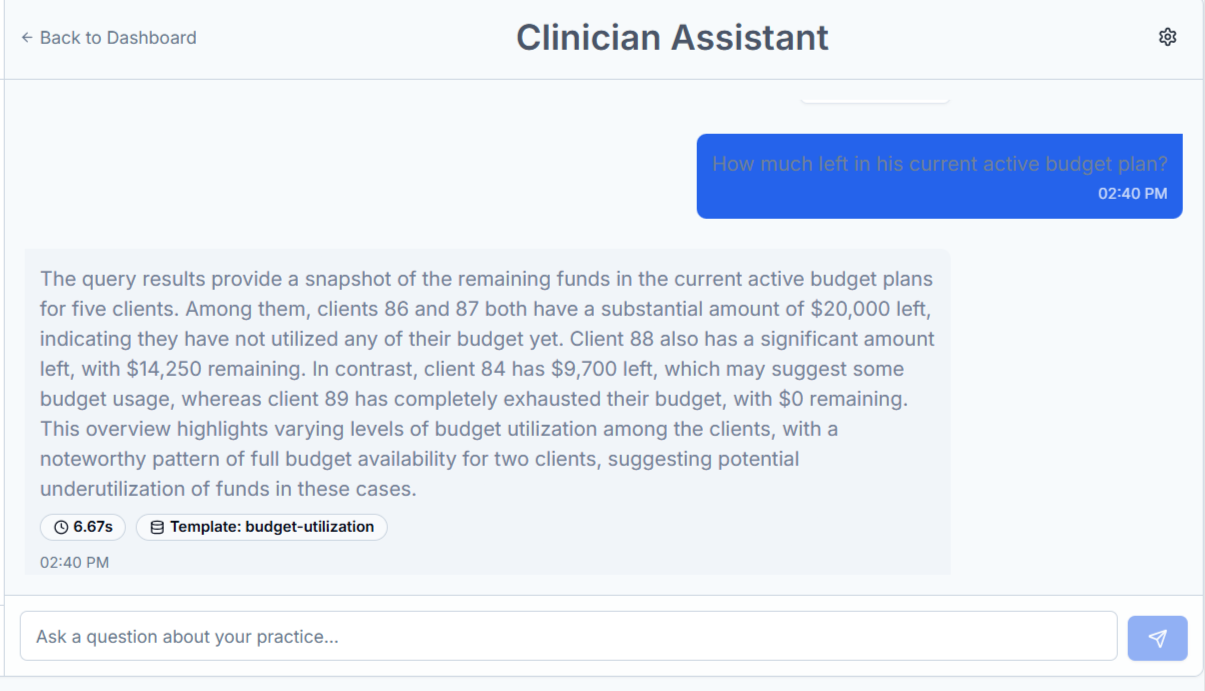 ← Back to Dashboard
Clinician Assistant
How much left in his current active budget plan?
02:40 PM
The query results provide a snapshot of the remaining funds in the current active budget plans
for five clients. Among them, clients 86 and 87 both have a substantial amount of $20,000 left,
indicating they have not utilized any of their budget yet. Client 88 also has a significant amount
left, with $14,250 remaining. In contrast, client 84 has $9,700 left, which may suggest some
budget usage, whereas client 89 has completely exhausted their budget, with $0 remaining.
This overview highlights varying levels of budget utilization among the clients, with a
noteworthy pattern of full budget availability for two clients, suggesting potential
underutilization of funds in these cases.
6.67s
Template: budget-utilization
02:40 PM
Ask a question about your practice...